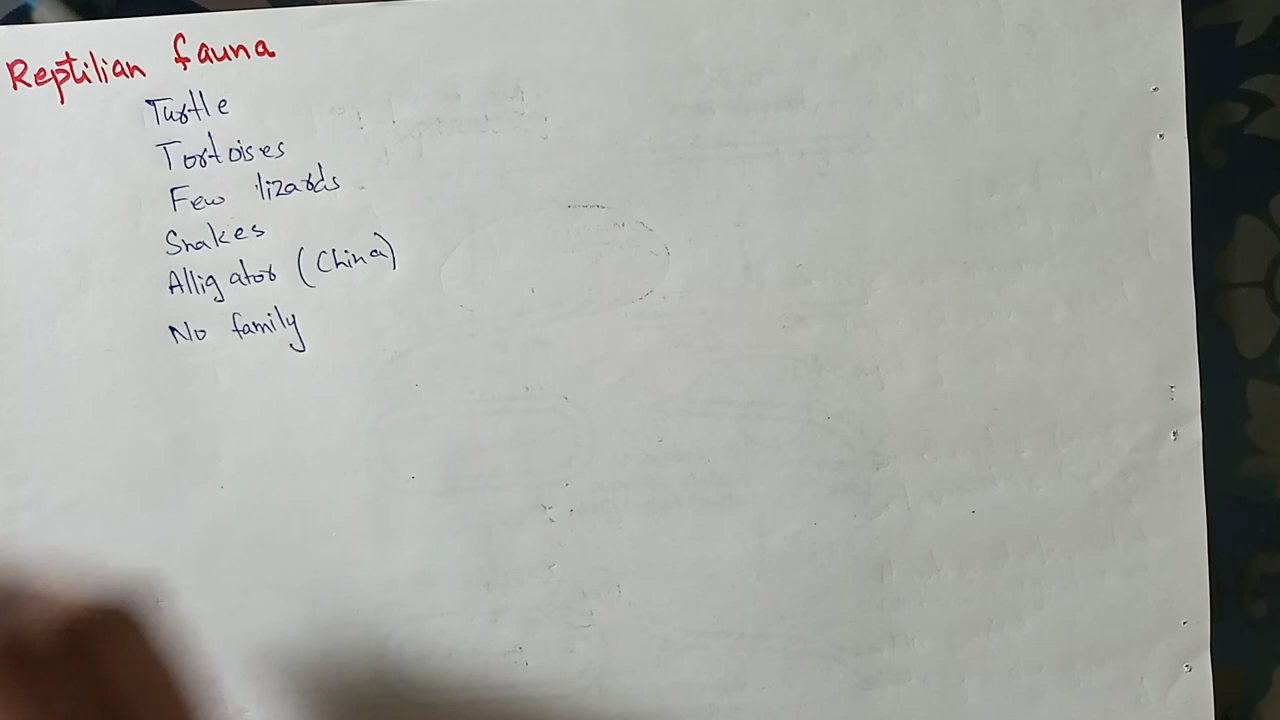 Reptilian fauna
Turtle
Tortoises
Few lizards
Snakes
Alligator (China)
No family